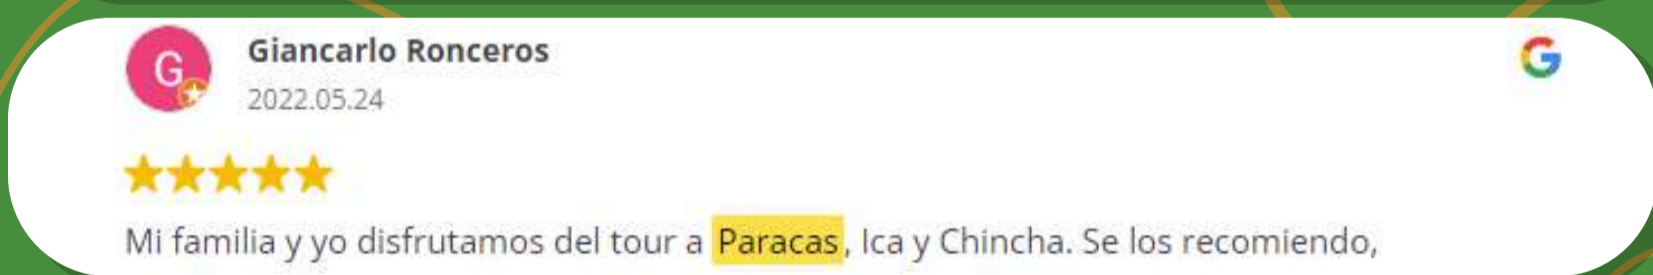 G
Giancarlo Ronceros
2022.05.24
G
Mi familia y yo disfrutamos del tour a Paracas, Ica y Chincha. Se los recomiendo,